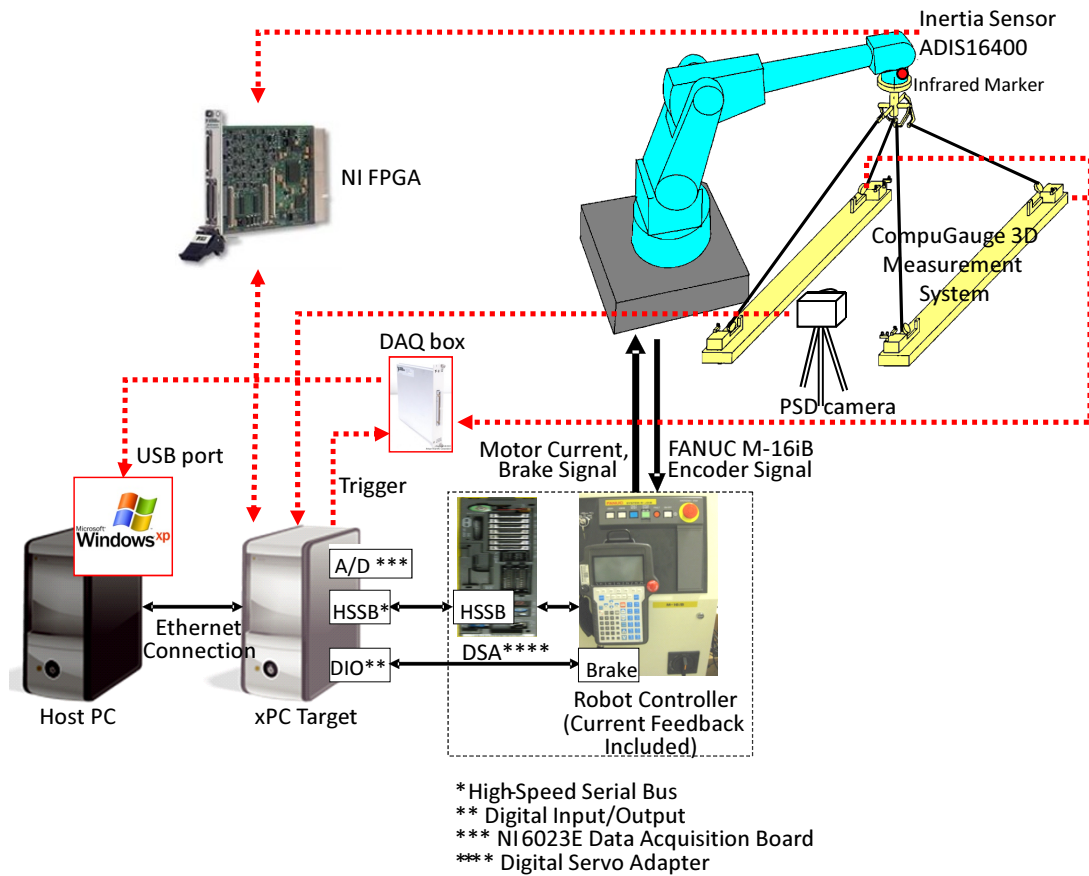 Inertia Sensor
ADIS16400
Infrared Marker
NI FPGA
CompuGauge 3D
Measurement
System
DAQ box
PSD camera
USB port
Trigger
Motor Current,
Brake Signal
FANUC M-16iB
Encoder Signal
Microsoft
Windows xp
A/D ***
HSSB*
HSSB
DIO**
DSA****
Brake
Ethernet
Connection
Host PC
xPC Target
Robot Controller
(Current Feedback
Included)
*High-Speed Serial Bus
** Digital Input/Output
*** NI6023E Data Acquisition Board
**** Digital Servo Adapter